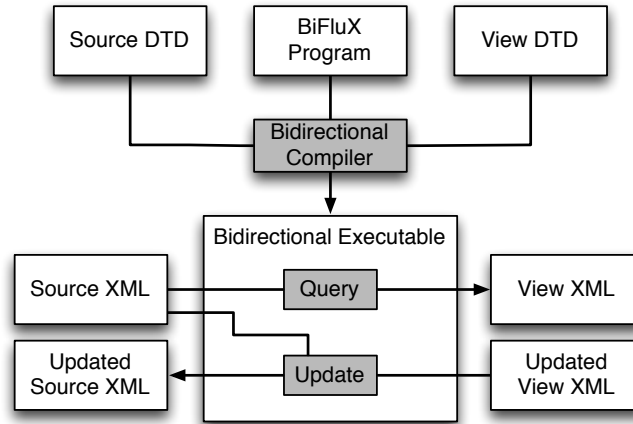 Source DTD
BiFluX
Program
View DTD
Bidirectional
Compiler
Bidirectional Executable
Source XML
Query
View XML
Updated
Source XML
Update
Updated
View XML